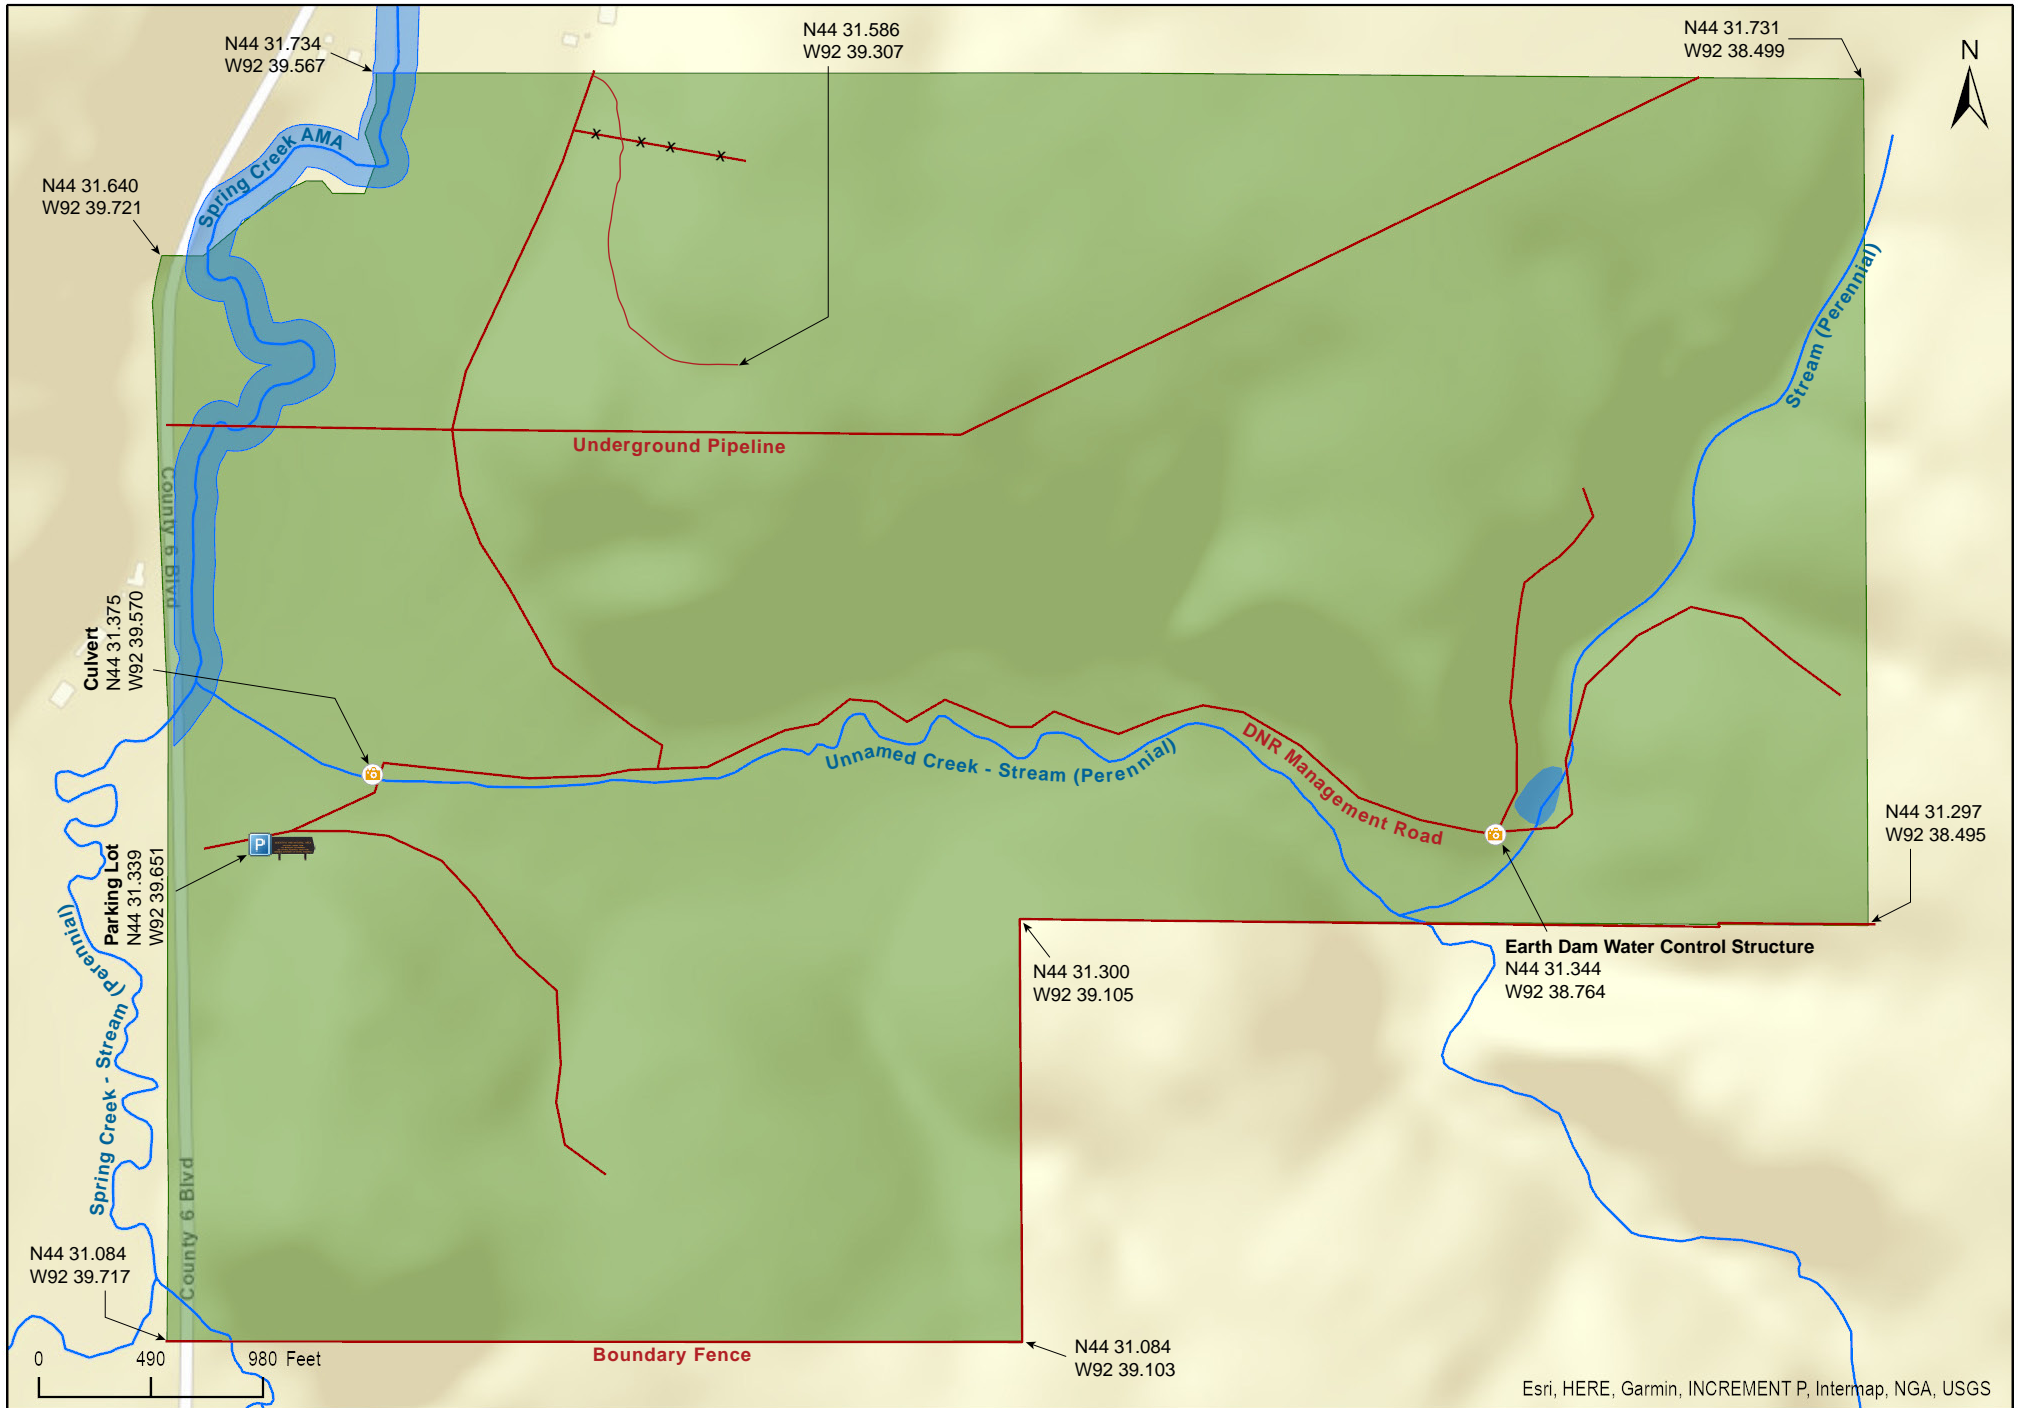 N44 31.734
W92 39.567
N44 31.586
W92 39.307
N44 31.731
W92 38.499
N
Spring Creek AMA
N44 31.640
W92 39.721
Stream (Perennial)
Underground Pipeline
County 6 Blvd
Culvert
N44 31.375
W92 39.570
Unnamed Creek - Stream (Perennial)
DNR Management Road
P
Parking Lot
N44 31.339
W92 39.651
N44 31.297
W92 38.495
Earth Dam Water Control Structure
N44 31.344
W92 38.764
N44 31.300
W92 39.105
Spring Creek - Stream (Perennial)
County 6 Blvd
N44 31.084
W92 39.717
Boundary Fence
N44 31.084
W92 39.103
0 490 980 Feet
Esri, HERE, Garmin, INCREMENT P, Intermap, NGA, USGS